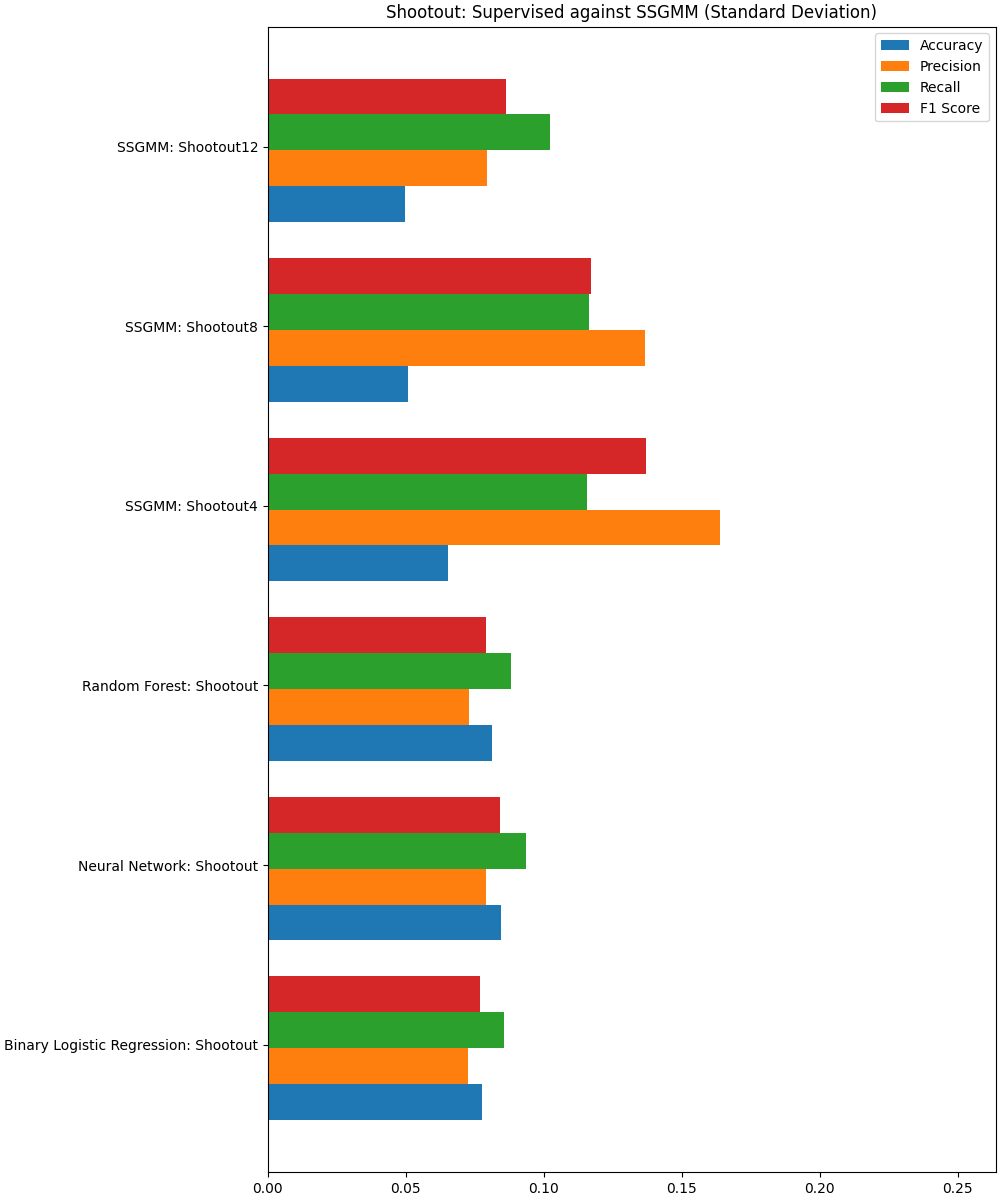 Shootout: Supervised against SSGMM (Standard Deviation)
Accuracy
Precision
Recall
F1 Score
SSGMM: Shootout12
SSGMM: Shootout8
SSGMM: Shootout4
Random Forest: Shootout
Neural Network: Shootout
Binary Logistic Regression: Shootout
0.00 0.05 0.10 0.15 0.20 0.25